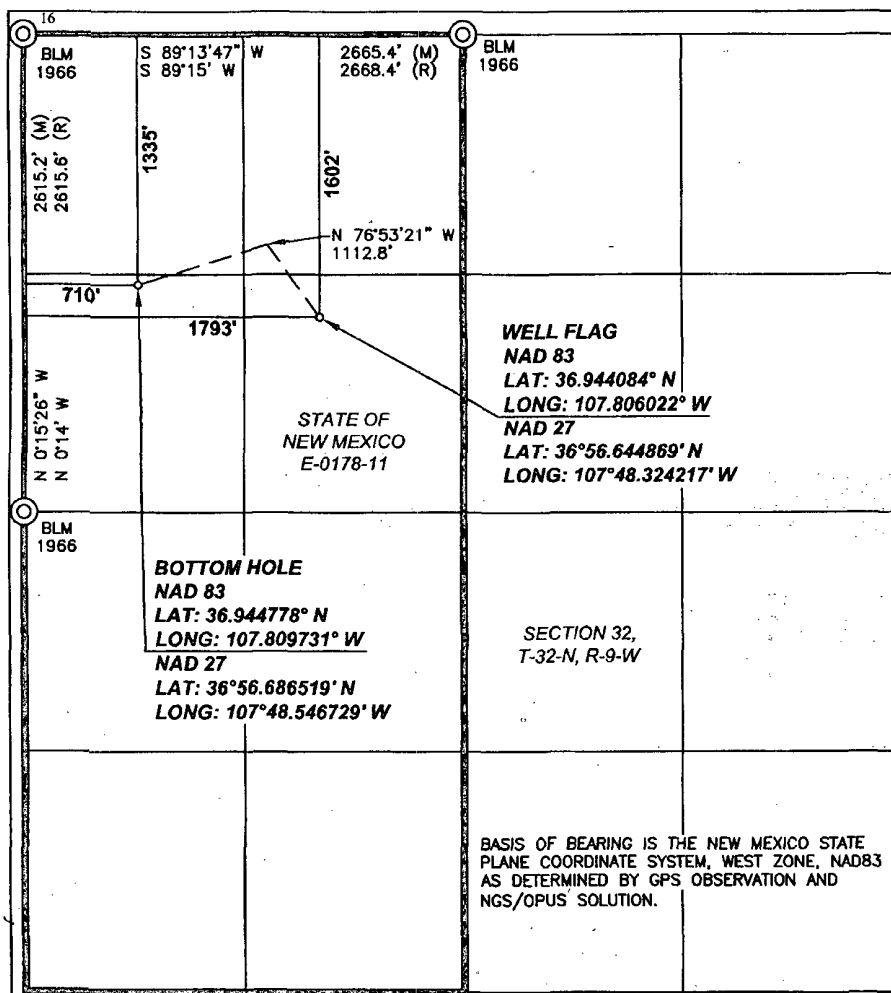 16
BLM
1966
S 89°13'47" W 2665.4' (M)
S 89°15' W 2668.4' (R)
BLM
1966
2615.2' (M)
2615.6' (R)
1335'
1602'
N 76°53'21" W
1112.8'
710'
1793'
WELL FLAG
NAD 83
LAT: 36.944084° N
LONG: 107.806022° W
NAD 27
LAT: 36°56.644869' N
LONG: 107°48.324217' W
N 0°15'26" W
N 0°14' W
STATE OF
NEW MEXICO
E-0178-11
BLM
1966
BOTTOM HOLE
NAD 83
LAT: 36.944778° N
LONG: 107.809731° W
NAD 27
LAT: 36°56.686519' N
LONG: 107°48.546729' W
SECTION 32,
T-32-N, R-9-W
BASIS OF BEARING IS THE NEW MEXICO STATE
PLANE COORDINATE SYSTEM, WEST ZONE, NAD83
AS DETERMINED BY GPS OBSERVATION AND
NGS/OPUS SOLUTION.